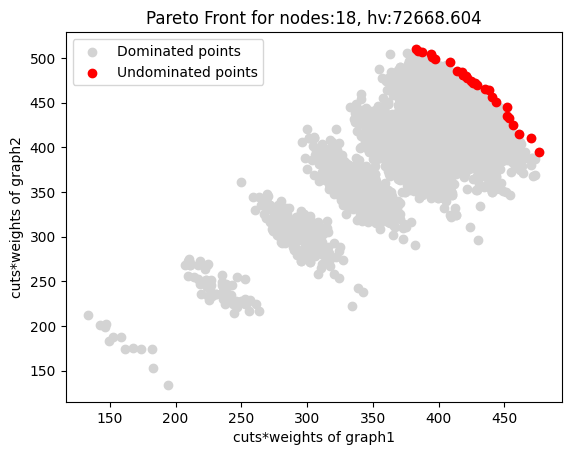 Pareto Front for nodes:18, hv:72668.604
Dominated points
Undominated points
cuts*weights of graph2
500
450
400
350
300
250
200
150
150 200 250 300 350 400 450
cuts*weights of graph1